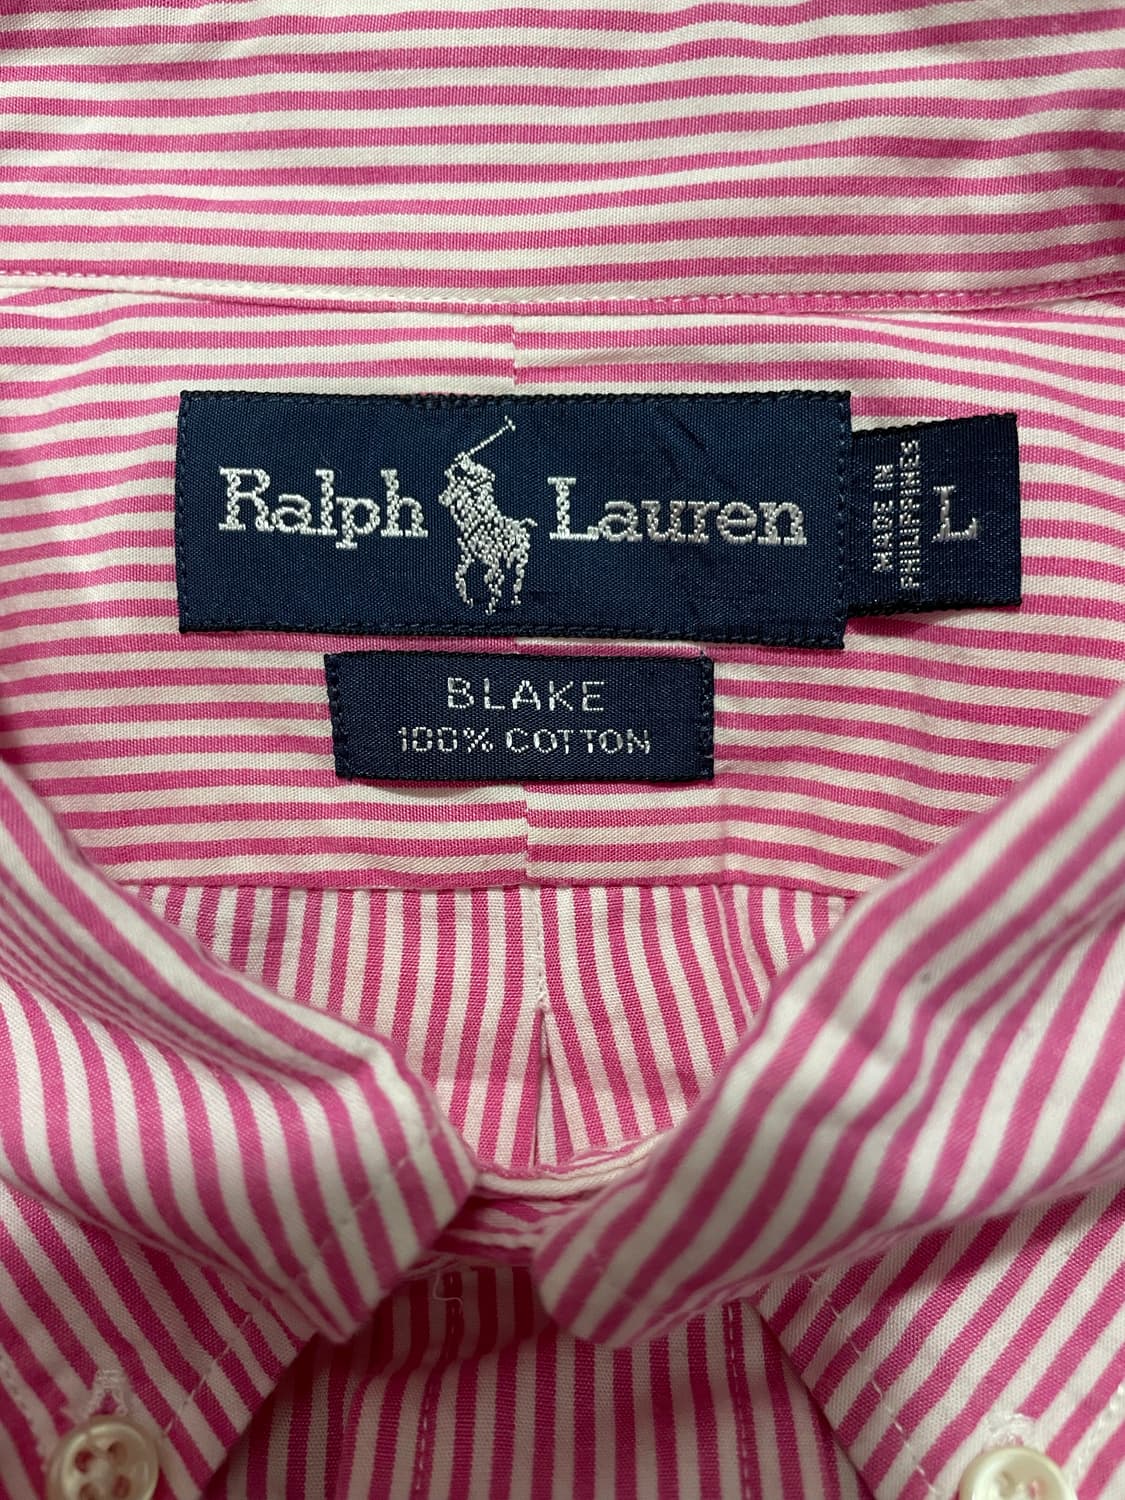 Ralph Lauren
MADE IN
PHILIPPINES
L
BLAKE
100% COTTON